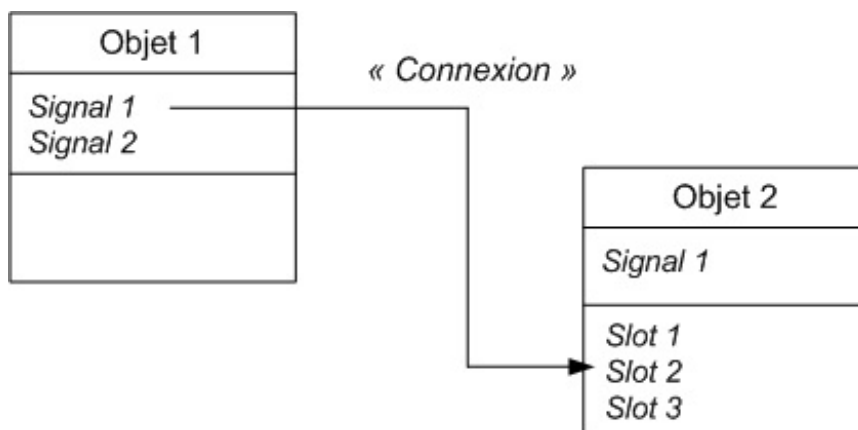 Objet 1
Signal 1
Signal 2
« Connexion »
Objet 2
Signal 1
Slot 1
Slot 2
Slot 3